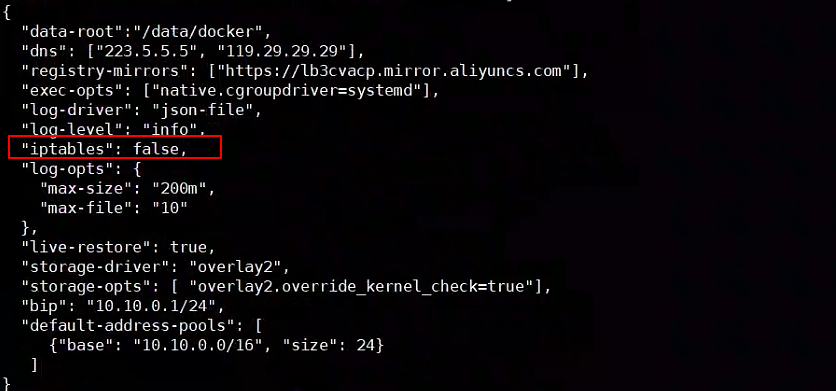 {
  "data-root":"/data/docker",
  "dns": ["223.5.5.5", "119.29.29.29"],
  "registry-mirrors": ["https://lb3cvacp.mirror.aliyuncs.com"],
  "exec-opts": ["native.cgroupdriver=systemd"],
  "log-driver": "json-file",
  "log-level": "info",
  "iptables": false,
  "log-opts": {
    "max-size": "200m",
    "max-file": "10"
  },
  "live-restore": true,
  "storage-driver": "overlay2",
  "storage-opts": [ "overlay2.override_kernel_check=true"],
  "bip": "10.10.0.1/24",
  "default-address-pools": [
     {"base": "10.10.0.0/16", "size": 24}
   ]
}